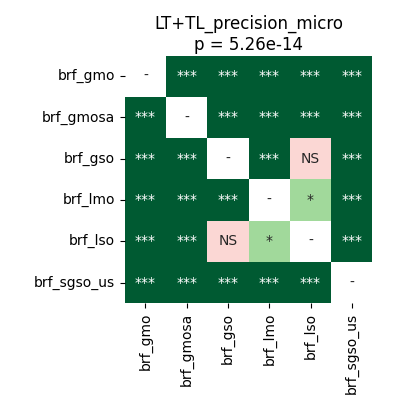 LT+TL_precision_micro
p = 5.26e-14
brf_gmo - *** *** *** *** ***
brf_gmosa *** - *** *** *** ***
brf_gso *** *** - *** NS ***
brf_lmo *** *** *** - * ***
brf_lso *** *** NS * - ***
brf_sgso_us *** *** *** *** *** -
brf_gmo
brf_gmosa
brf_gso
brf_lmo
brf_lso
brf_sgso_us